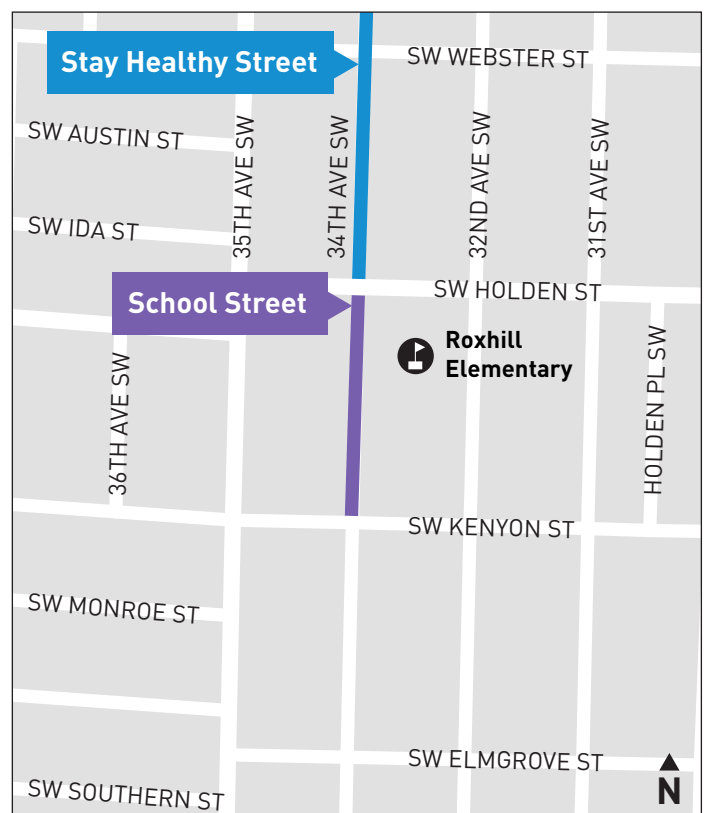 Stay Healthy Street
SW WEBSTER ST
SW AUSTIN ST
35TH AVE SW
34TH AVE SW
32ND AVE SW
31ST AVE SW
SW IDA ST
SW HOLDEN ST
School Street
Roxhill
Elementary
36TH AVE SW
HOLDEN PL SW
SW KENYON ST
SW MONROE ST
SW ELMGROVE ST
SW SOUTHERN ST
N